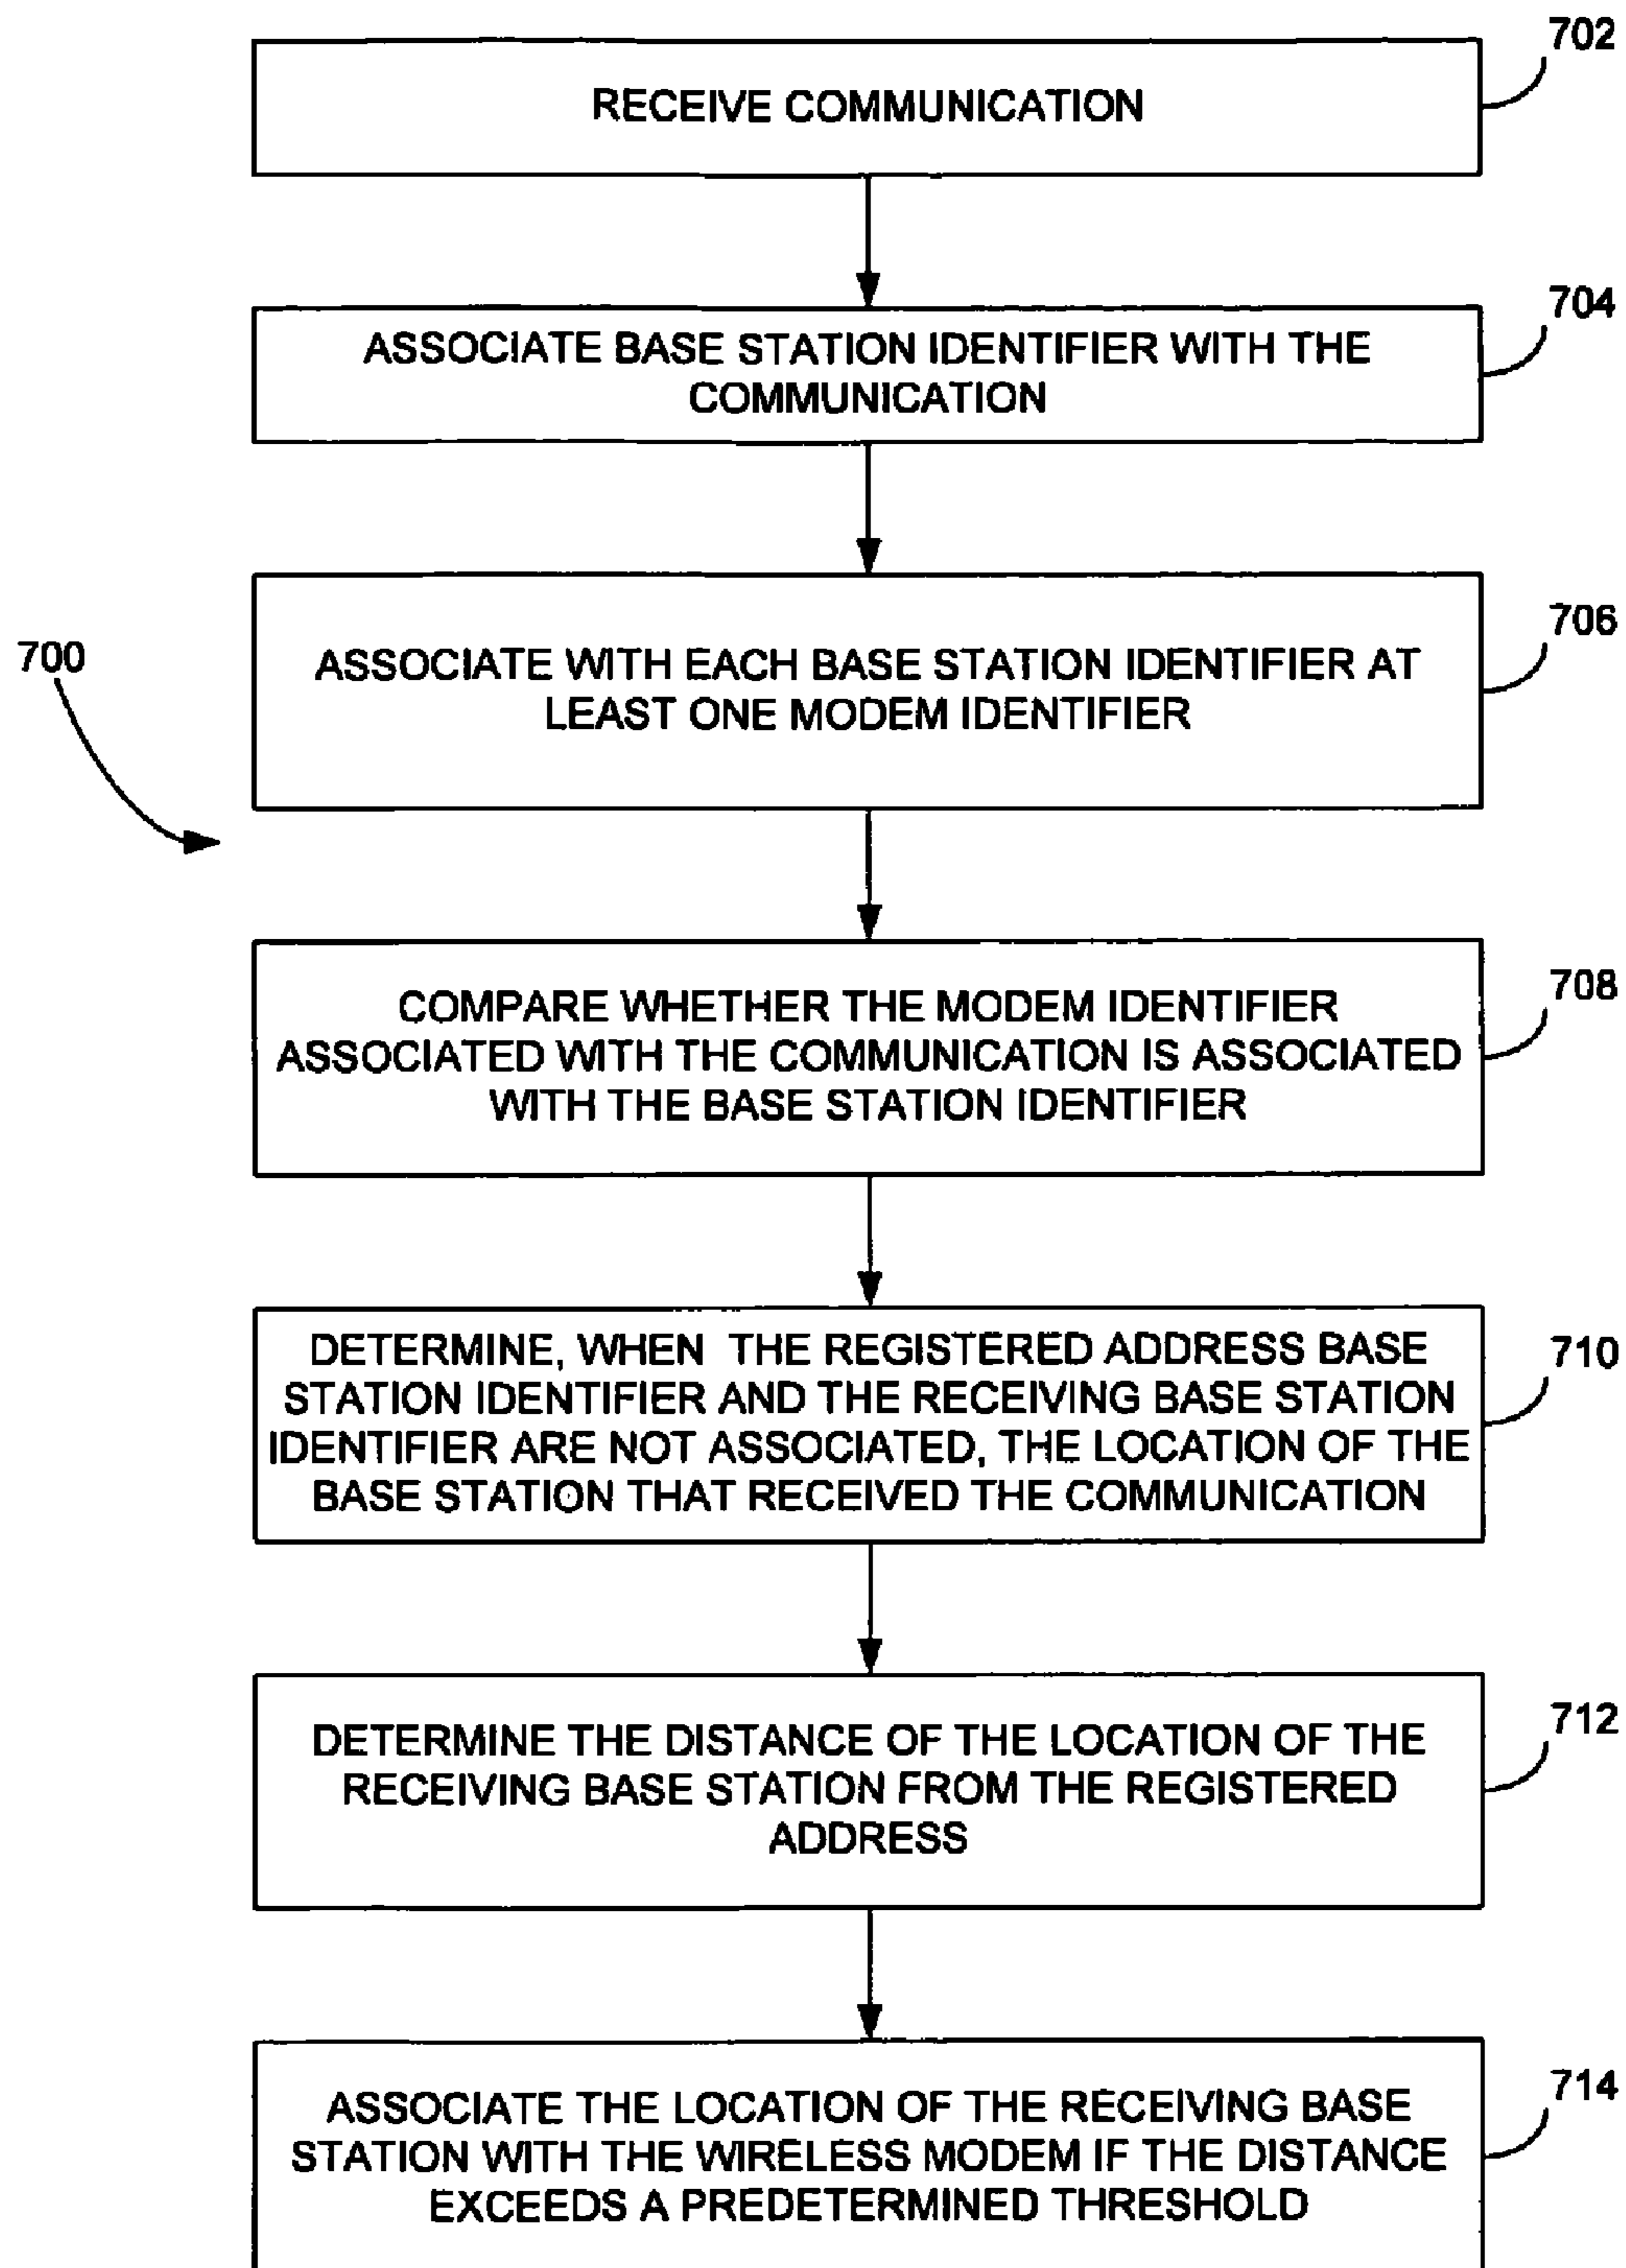 702
RECEIVE COMMUNICATION
704
ASSOCIATE BASE STATION IDENTIFIER WITH THE
COMMUNICATION
706
ASSOCIATE WITH EACH BASE STATION IDENTIFIER AT
LEAST ONE MODEM IDENTIFIER
700
708
COMPARE WHETHER THE MODEM IDENTIFIER
ASSOCIATED WITH THE COMMUNICATION IS ASSOCIATED
WITH THE BASE STATION IDENTIFIER
710
DETERMINE, WHEN THE REGISTERED ADDRESS BASE
STATION IDENTIFIER AND THE RECEIVING BASE STATION
IDENTIFIER ARE NOT ASSOCIATED, THE LOCATION OF THE
BASE STATION THAT RECEIVED THE COMMUNICATION
712
DETERMINE THE DISTANCE OF THE LOCATION OF THE
RECEIVING BASE STATION FROM THE REGISTERED
ADDRESS
714
ASSOCIATE THE LOCATION OF THE RECEIVING BASE
STATION WITH THE WIRELESS MODEM IF THE DISTANCE
EXCEEDS A PREDETERMINED THRESHOLD